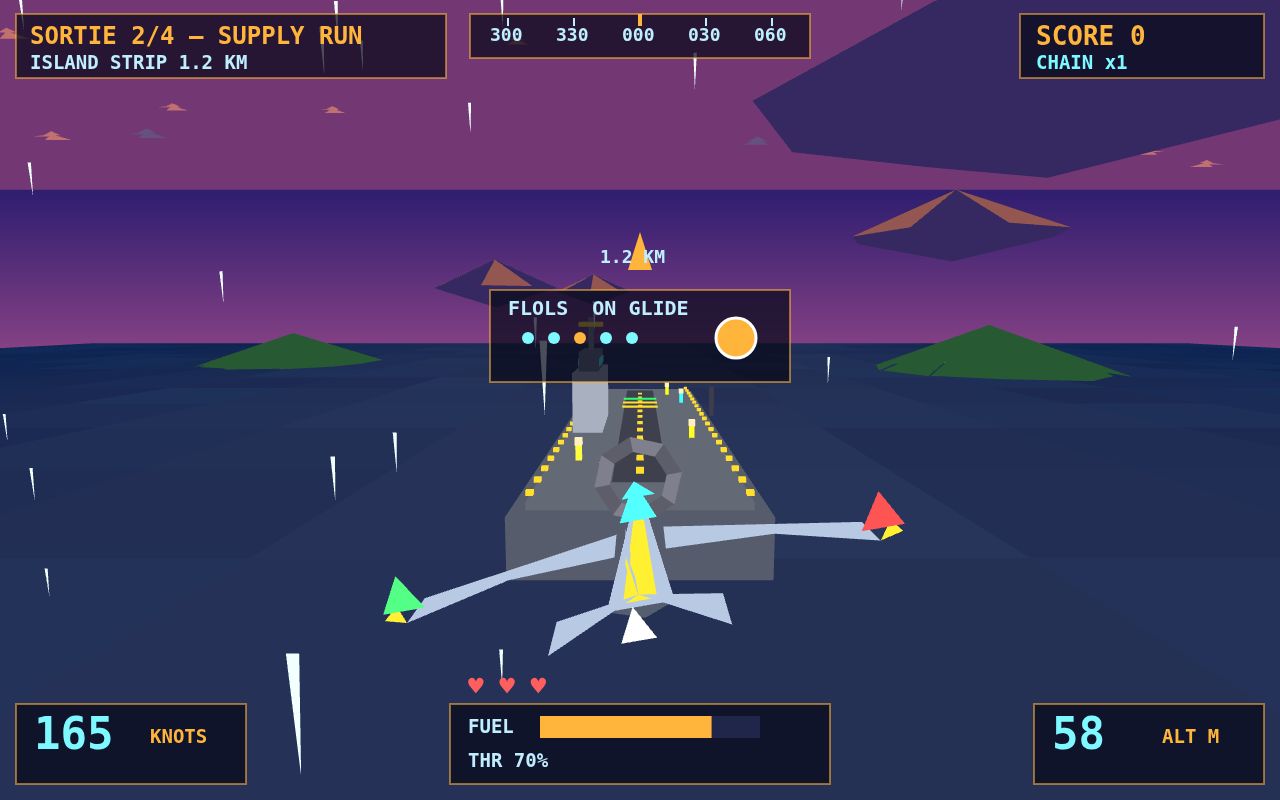 SORTIE 2/4 — SUPPLY RUN
ISLAND STRIP 1.2 KM
300 330 000 030 060
SCORE 0
CHAIN x1
1.2 KM
FLOLS ON GLIDE
165 KNOTS
FUEL
THR 70%
58 ALT M